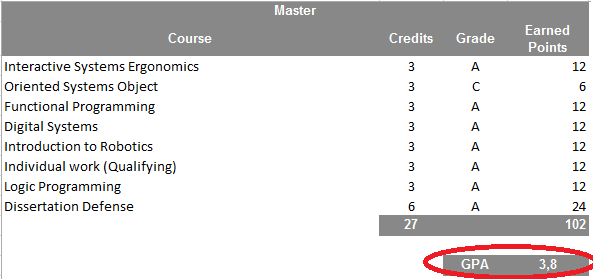 Master
Course Credits Grade Earned Points
Interactive Systems Ergonomics 3 A 12
Oriented Systems Object 3 C 6
Functional Programming 3 A 12
Digital Systems 3 A 12
Introduction to Robotics 3 A 12
Individual work (Qualifying) 3 A 12
Logic Programming 3 A 12
Dissertation Defense 6 A 24
27 102
GPA 3,8